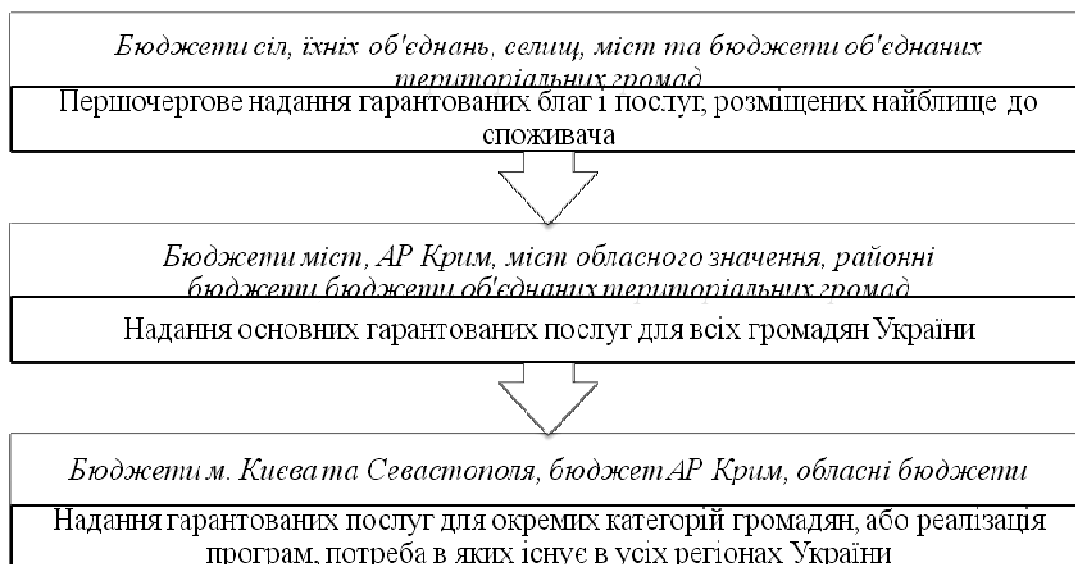 Бюджети сіл, їхніх об'єднань, селищ, міст та бюджети об'єднаних
територіальних громад
Першочергове надання гарантованих благ і послуг, розміщених найблище до
споживача
Бюджети міст, АР Крим, міст обласного значення, районні
бюджети бюджети об'єднаних територіальних громад
Надання основних гарантованих послуг для всіх громадян України
Бюджети м. Києва та Севастополя, бюджет АР Крим, обласні бюджети
Надання гарантованих послуг для окремих категорій громадян, або реалізація
програм, потреба в яких існує в усіх регіонах України